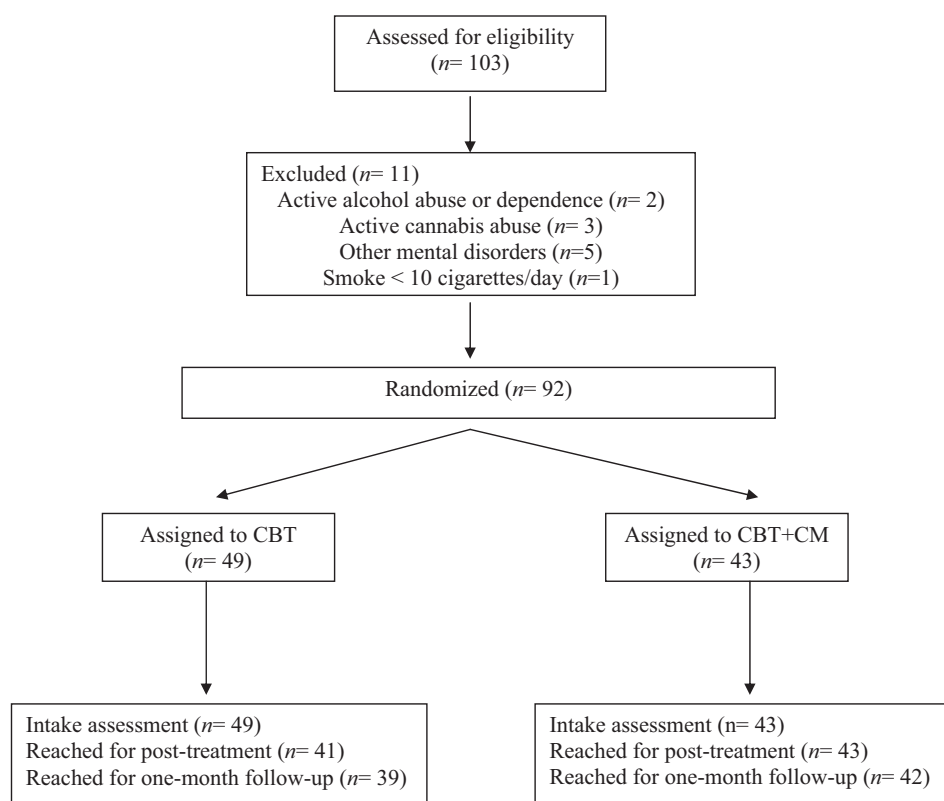 Assessed for eligibility
(n= 103)
Excluded (n= 11)
Active alcohol abuse or dependence (n= 2)
Active cannabis abuse (n= 3)
Other mental disorders (n=5)
Smoke < 10 cigarettes/day (n=1)
Randomized (n= 92)
Assigned to CBT
(n= 49)
Assigned to CBT+CM
(n= 43)
Intake assessment (n= 49)
Reached for post-treatment (n= 41)
Reached for one-month follow-up (n= 39)
Intake assessment (n= 43)
Reached for post-treatment (n= 43)
Reached for one-month follow-up (n= 42)